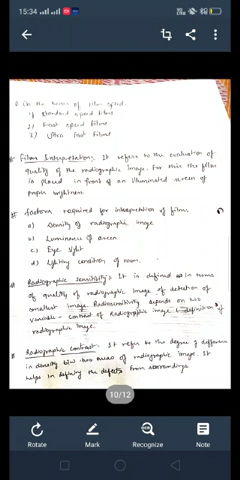 15:34
On the basis of film speed.
1) Standard speed films
2) Fast speed films
3) Ultra Fast Films
Films Interpretation: It refers to the evaluation of
quality of the radiographic image. For this the film
is placed in front of an illuminated screen of
proper brightness.
Factors required for interpretation of film
a) Density of radiographic image
b) Luminance of screen
c) Eye sight
d) Lighting condition of room.
Radiographic Sensitivity: It is defined in terms
of quality of radiographic image of detection of
smallest image. Radiosensitivity depends on two
variable - Contrast of Radiographic image & definition of
radiographic image.
Radiographic contrast: It refers to the degree of difference
in density b/w two areas of radiographic image. It
helps in defining the defects from surroundings.
10/12
Rotate
Mark
Recognize
Note